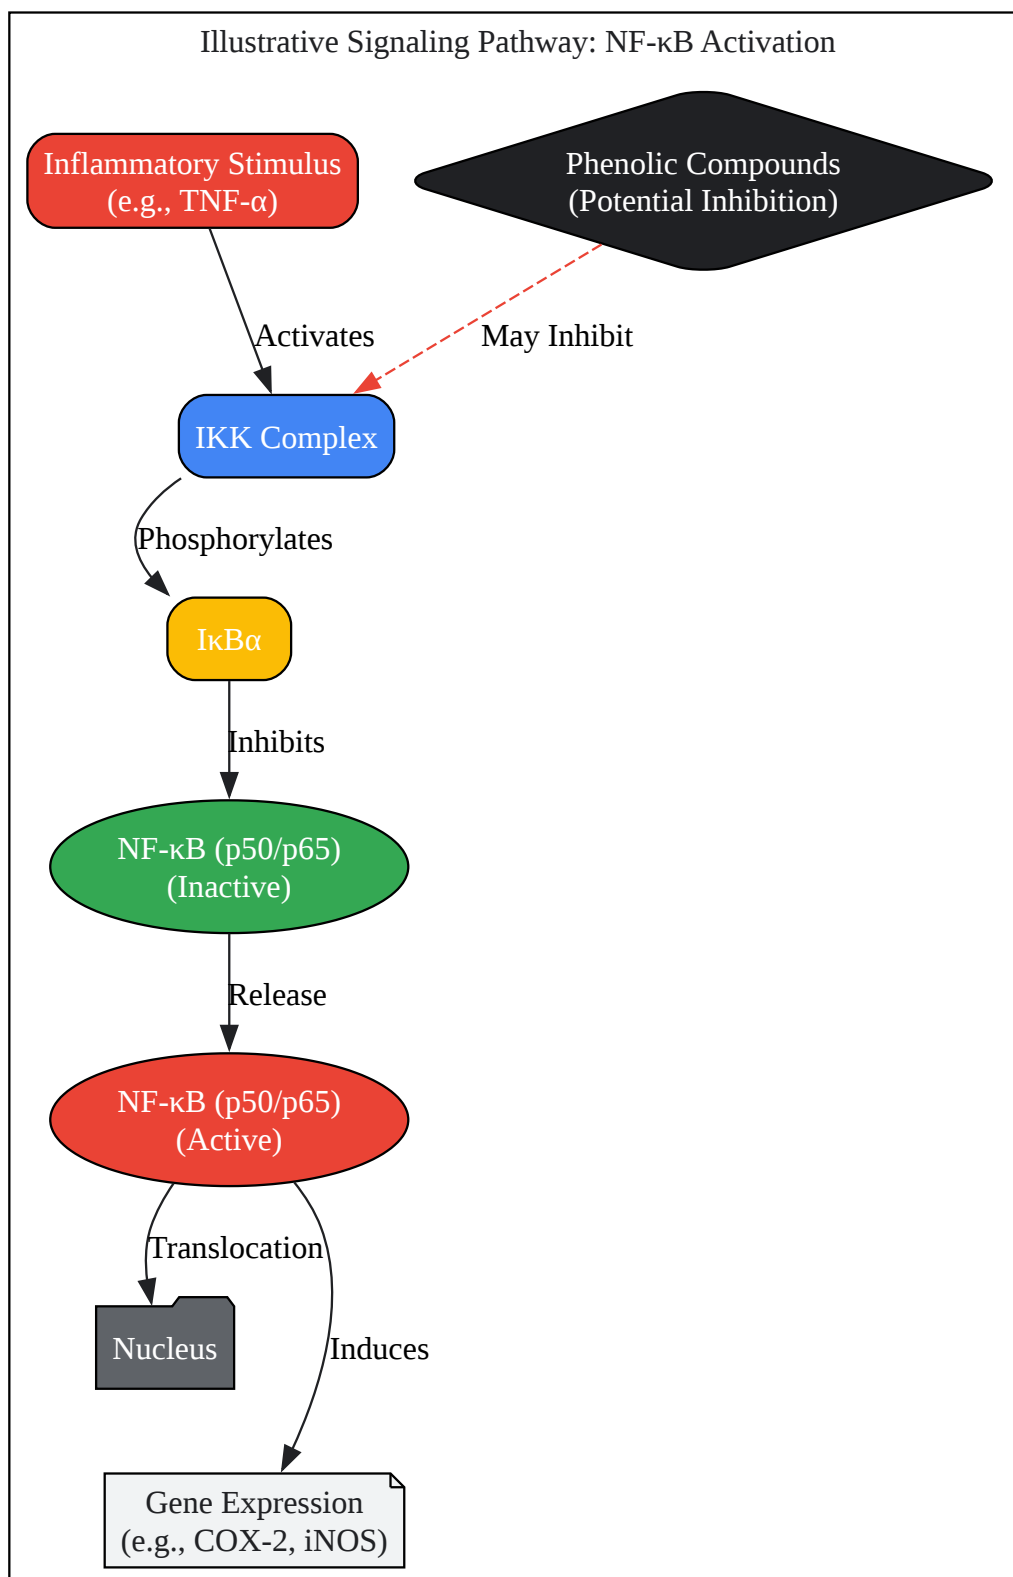 Illustrative Signaling Pathway: NF-κB Activation
Inflammatory Stimulus
(e.g., TNF-α)
Phenolic Compounds
(Potential Inhibition)
Activates
May Inhibit
IKK Complex
Phosphorylates
IκBα
Inhibits
NF-κB (p50/p65)
(Inactive)
Release
NF-κB (p50/p65)
(Active)
Translocation
Nucleus
Induces
Gene Expression
(e.g., COX-2, iNOS)